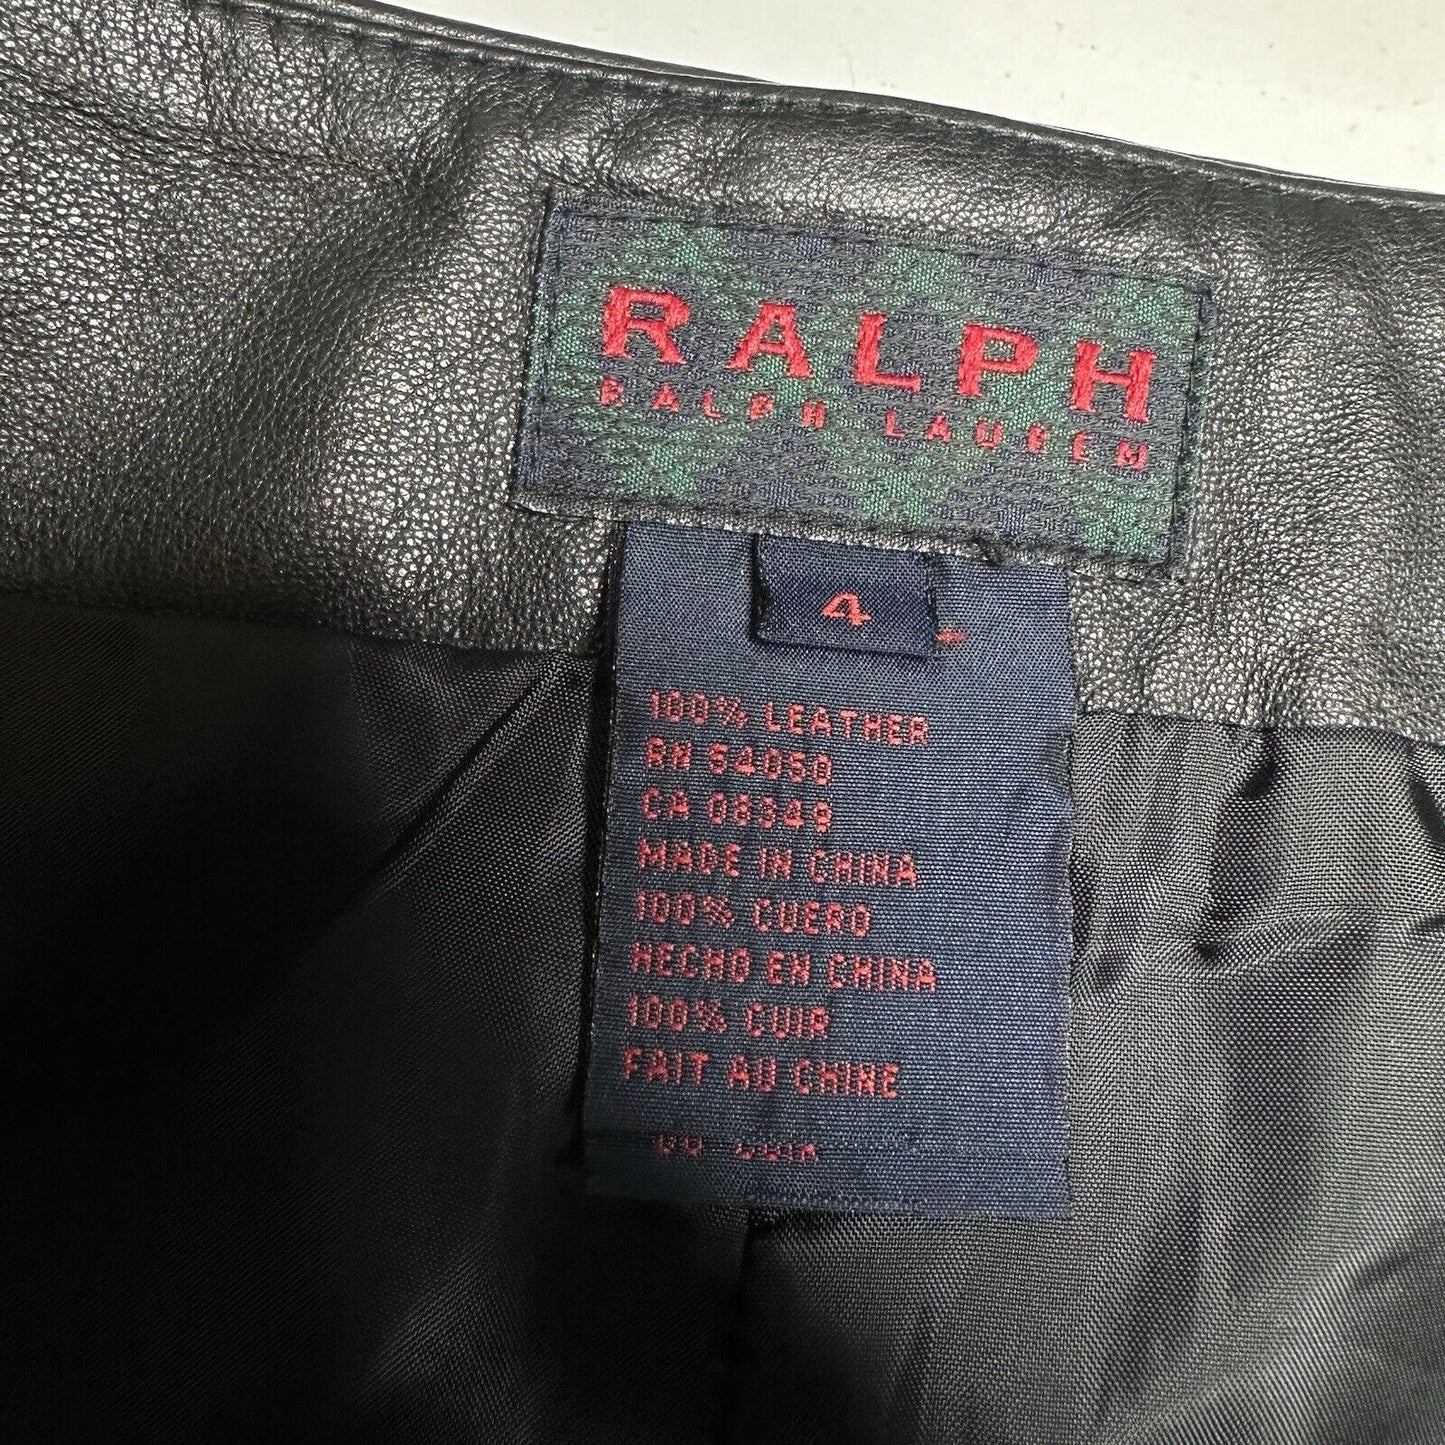 RALPH
RALPH LAUREN
4
100% LEATHER
RN 54050
CA 08349
MADE IN CHINA
100% CUERO
HECHO EN CHINA
100% CUIR
FAIT AU CHINE